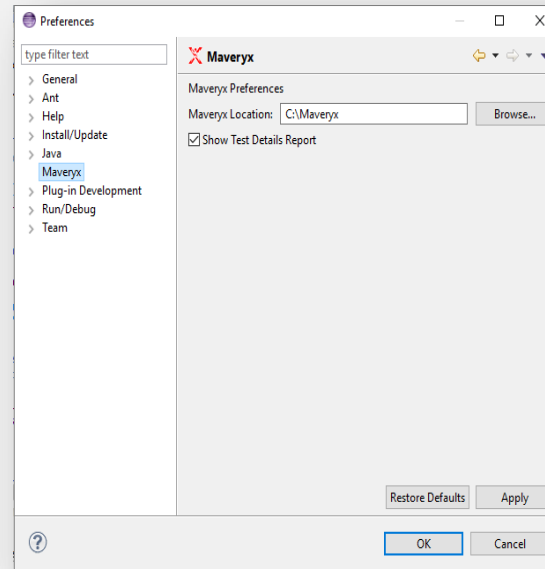 Preferences
type filter text
General
Ant
Help
Install/Update
Java
Maveryx
Plug-in Development
Run/Debug
Team
Maveryx
Maveryx Preferences
Maveryx Location: C:\Maveryx Browse...
Show Test Details Report
Restore Defaults Apply
OK Cancel